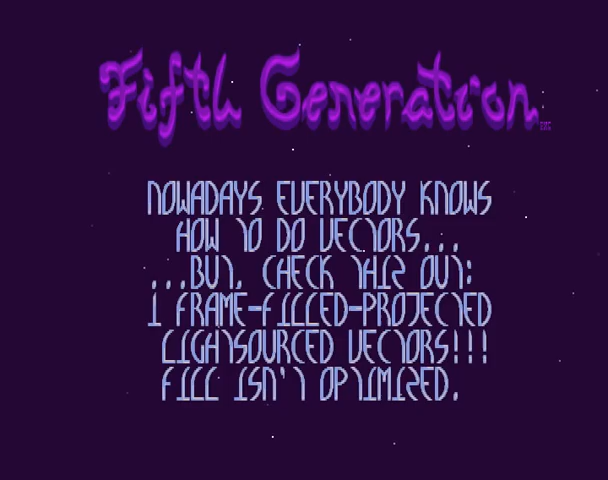 Fifth Generation
NOWADAYS EVERYBODY KNOWS
HOW TO DO VECTORS...
...BUT, CHECK THIS OUT:
1 FRAME-FILLED-PROJECTED
LIGHTSOURCED VECTORS!!!
FILL ISN'T OPTIMIZED.